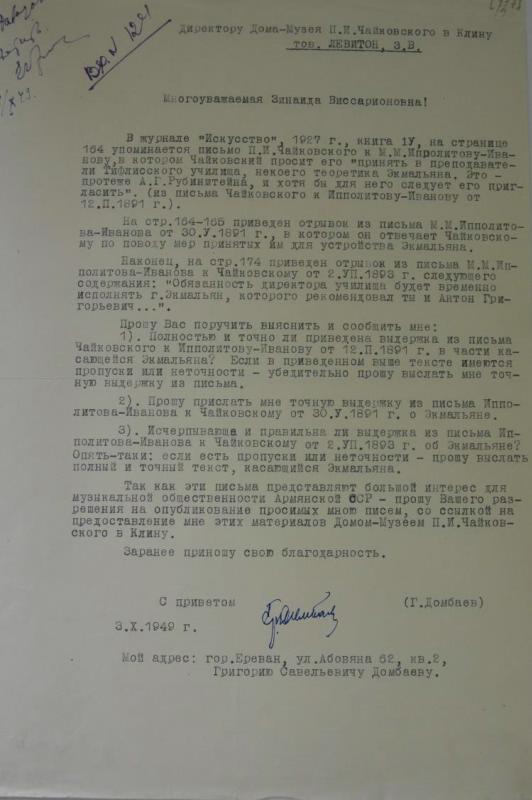 вх. № 1291
Директору Дома-Музея П.И.Чайковского в Клину
тов. ЛЕВИТОН, З.В.
Многоуважаемая Зинаида Виссарионовна!
В журнале "Искусство", 1927 г., книга 1У, на странице
164 упоминается письмо П.И.Чайковского к М.М.Ипполитову-Ива-
нову,в котором Чайковский просит его "принять в преподавате-
ли Тифлисского училища, некоего теоретика Экмальяна. Это -
протеже А.Г.Рубинштейна, и хотя бы для него следует его приг-
ласить". (из письма Чайковского к Ипполитову-Иванову от
12.П.1891 г.).
На стр.164-165 приведен отрывок из письма М.М.Ипполито-
ва-Иванова от 30.У.1891 г., в котором он отвечает Чайковско-
му по поводу мер принятых им для устройства Экмальяна.
Наконец, на стр.174 приведен отрывок из письма М.М.Ип-
политова-Иванова к Чайковскому от 2.УП.1893 г. следующего
содержания: "Обязанность директора училища будет временно
исполнять г.Экмальян, которого рекомендовал ты и Антон Гри-
горьевич...".
Прошу Вас поручить выяснить и сообщить мне:
1). Полностью и точно ли приведена выдержка из письма
Чайковского к Ипполитову-Иванову от 12.П.1891 г. в части ка-
сающейся Экмальяна? Если в приведенном выше тексте имеются
пропуски или неточности - убедительно прошу выслать мне точ-
ную выдержку из письма.
2). Прошу прислать мне точную выдержку из письма Иппо-
литова-Иванова к Чайковскому от 30.У.1891 г. о Экмальяне.
3). Исчерпывающа и правильна ли выдержка из письма Ип-
политова-Иванова к Чайковскому от 2.УП.1893 г. об Экмальяне?
Опять-таки: если есть пропуски или неточности - прошу выслать
полный и точный текст, касающийся Экмальяна.
Так как эти письма представляют большой интерес для
музыкальной общественности Армянской ССР - прошу Вашего раз-
решения на опубликование просимых мною писем, со ссылкой на
предоставление мне этих материалов Домом-Музеем П.И.Чайков-
ского в Клину.
Заранее приношу свою благодарность.
С приветом (Г.Домбаев)
3.X.1949 г.
Мой адрес: гор.Ереван, ул.Абовяна 62, кв.2,
Григорию Савельевичу Домбаеву.